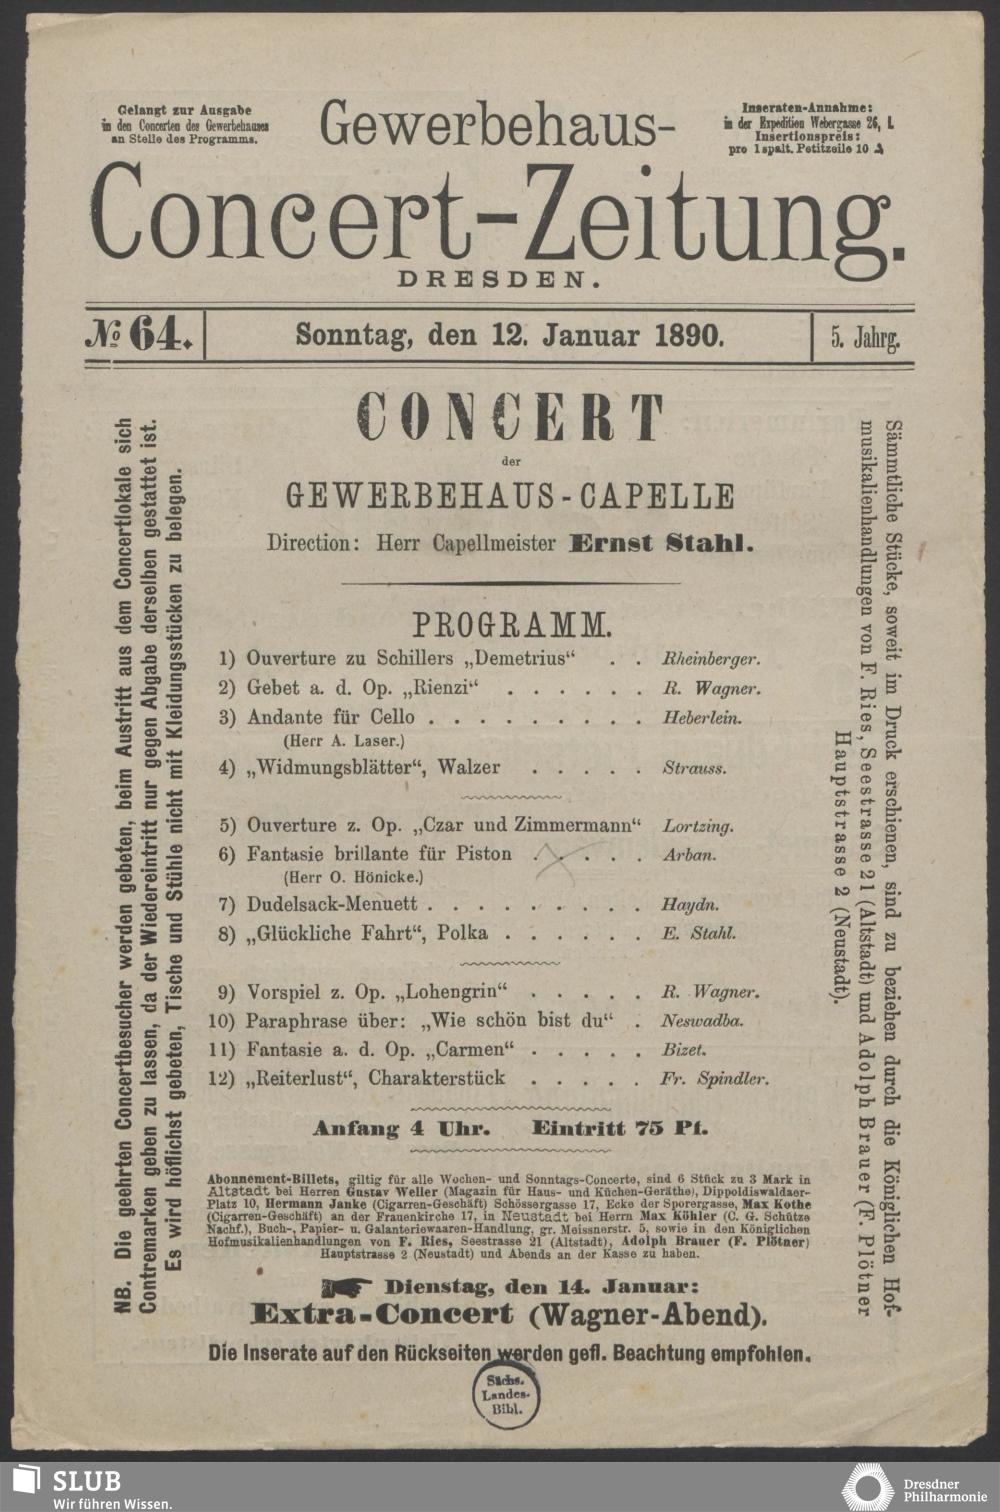 Gelangt zur Ausgabe
in den Concerten des Gewerbehauses
an Stelle des Programms.
Gewerbehaus-
Inseraten-Annahme:
in der Expedition Webergasse 26, I.
Insertionspreis:
pro 1 spalt. Petitzeile 10 ₰
Concert-Zeitung.
DRESDEN.
No 64.
Sonntag, den 12. Januar 1890.
5. Jahrg.
NB. Die geehrten Concertbesucher werden gebeten, beim Austritt aus dem Concertlokale sich
Contremarken geben zu lassen, da der Wiedereintritt nur gegen Abgabe derselben gestattet ist.
Es wird höflichst gebeten, Tische und Stühle nicht mit Kleidungsstücken zu belegen.
CONCERT
der
GEWERBEHAUS-CAPELLE
Direction: Herr Capellmeister Ernst Stahl.
PROGRAMM.
1) Ouverture zu Schillers „Demetrius“ . . Rheinberger.
2) Gebet a. d. Op. „Rienzi“ . . . . . . R. Wagner.
3) Andante für Cello . . . . . . . . . Heberlein.
(Herr A. Laser.)
4) „Widmungsblätter“, Walzer . . . . . Strauss.
5) Ouverture z. Op. „Czar und Zimmermann“ Lortzing.
6) Fantasie brillante für Piston . . . . . Arban.
(Herr O. Hönicke.)
7) Dudelsack-Menuett . . . . . . . . . Haydn.
8) „Glückliche Fahrt“, Polka . . . . . . E. Stahl.
9) Vorspiel z. Op. „Lohengrin“ . . . . . R. Wagner.
10) Paraphrase über: „Wie schön bist du“ . Neswadba.
11) Fantasie a. d. Op. „Carmen“ . . . . . Bizet.
12) „Reiterlust“, Charakterstück . . . . . Fr. Spindler.
Anfang 4 Uhr. Eintritt 75 Pf.
Abonnement-Billets, giltig für alle Wochen- und Sonntags-Concerte, sind 6 Stück zu 3 Mark in
Altstadt bei Herren Gustav Weller (Magazin für Haus- und Küchen-Geräthe), Dippoldiswaldaer-
Platz 10, Hermann Janke (Cigarren-Geschäft) Schössergasse 17, Ecke der Sporergasse, Max Kothe
(Cigarren-Geschäft) an der Frauenkirche 17, in Neustadt bei Herrn Max Köhler (C. G. Schütze
Nachf.), Buch-, Papier- u. Galanteriewaaren-Handlung, gr. Meissnerstr. 5, sowie in den Königlichen
Hofmusikalienhandlungen von F. Ries, Seestrasse 21 (Altstadt), Adolph Brauer (F. Plötner)
Hauptstrasse 2 (Neustadt) und Abends an der Kasse zu haben.
Dienstag, den 14. Januar:
Extra-Concert (Wagner-Abend).
Die Inserate auf den Rückseiten werden gefl. Beachtung empfohlen.
Sämmtliche Stücke, soweit im Druck erschienen, sind zu beziehen durch die Königlichen Hof-
musikalienhandlungen von F. Ries, Seestrasse 21 (Altstadt) und Adolph Brauer (F. Plötner
Hauptstrasse 2 (Neustadt).
Sächs.
Landes-
Bibl.
SLUB
Wir führen Wissen.
Dresdner
Philharmonie